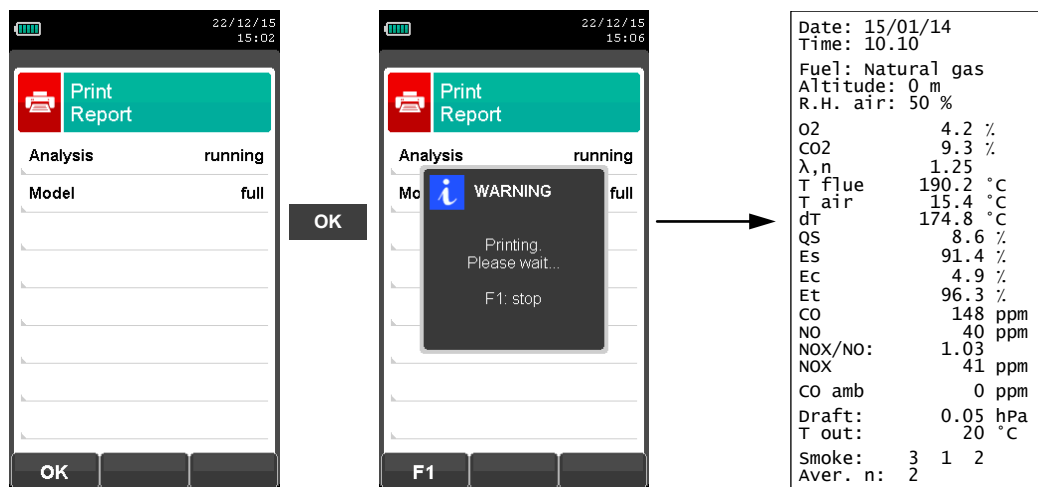 22/12/15
15:02
Print
Report
Analysis running
Model full
OK
OK
22/12/15
15:06
Print
Report
Analysis running
Mo full
i WARNING
Printing.
Please wait...
F1: stop
F1
Date: 15/01/14
Time: 10.10
Fuel: Natural gas
Altitude: 0 m
R.H. air: 50 %
O2 4.2 %
CO2 9.3 %
λ,n 1.25
T flue 190.2 °C
T air 15.4 °C
dT 174.8 °C
QS 8.6 %
Es 91.4 %
Ec 4.9 %
Et 96.3 %
CO 148 ppm
NO 40 ppm
NOX/NO: 1.03
NOX 41 ppm
CO amb 0 ppm
Draft: 0.05 hPa
T out: 20 °C
Smoke: 3 1 2
Aver. n: 2